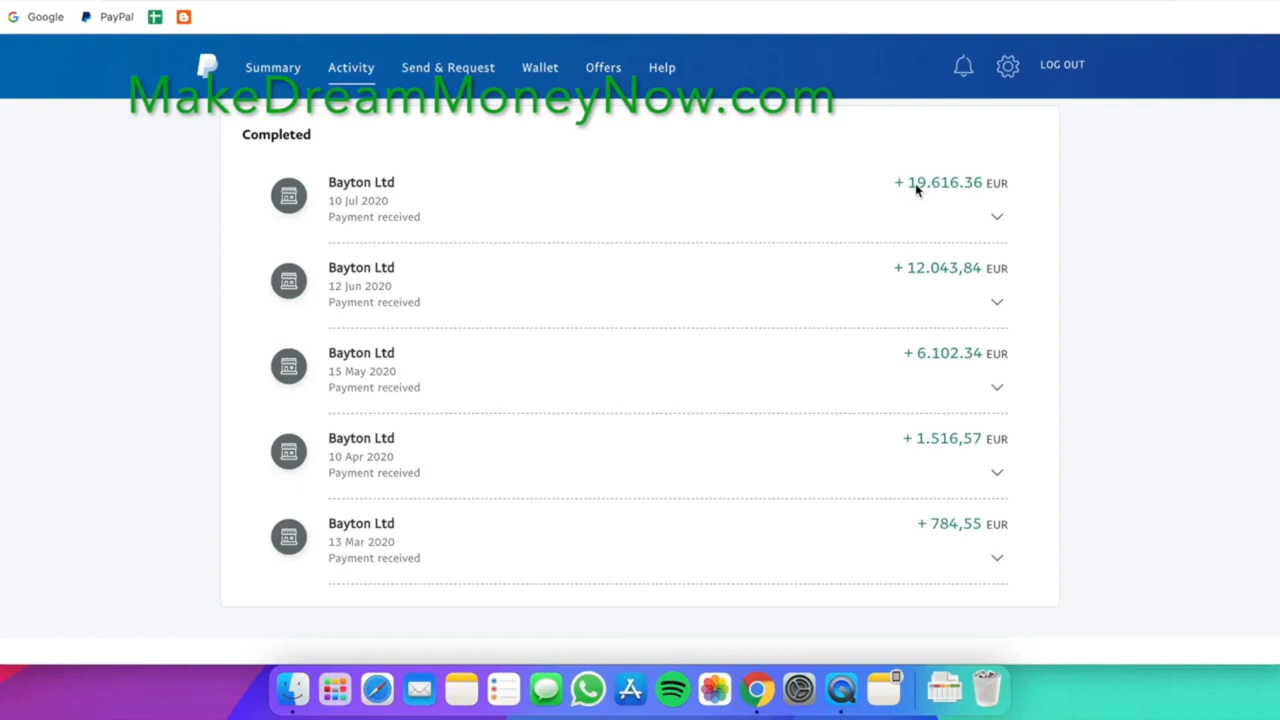 Google PayPal
Summary Activity Send & Request Wallet Offers Help LOG OUT
MakeDreamMoneyNow.com
Completed
Bayton Ltd + 19.616.36 EUR
10 Jul 2020
Payment received
Bayton Ltd + 12.043,84 EUR
12 Jun 2020
Payment received
Bayton Ltd + 6.102.34 EUR
15 May 2020
Payment received
Bayton Ltd + 1.516,57 EUR
10 Apr 2020
Payment received
Bayton Ltd + 784,55 EUR
13 Mar 2020
Payment received